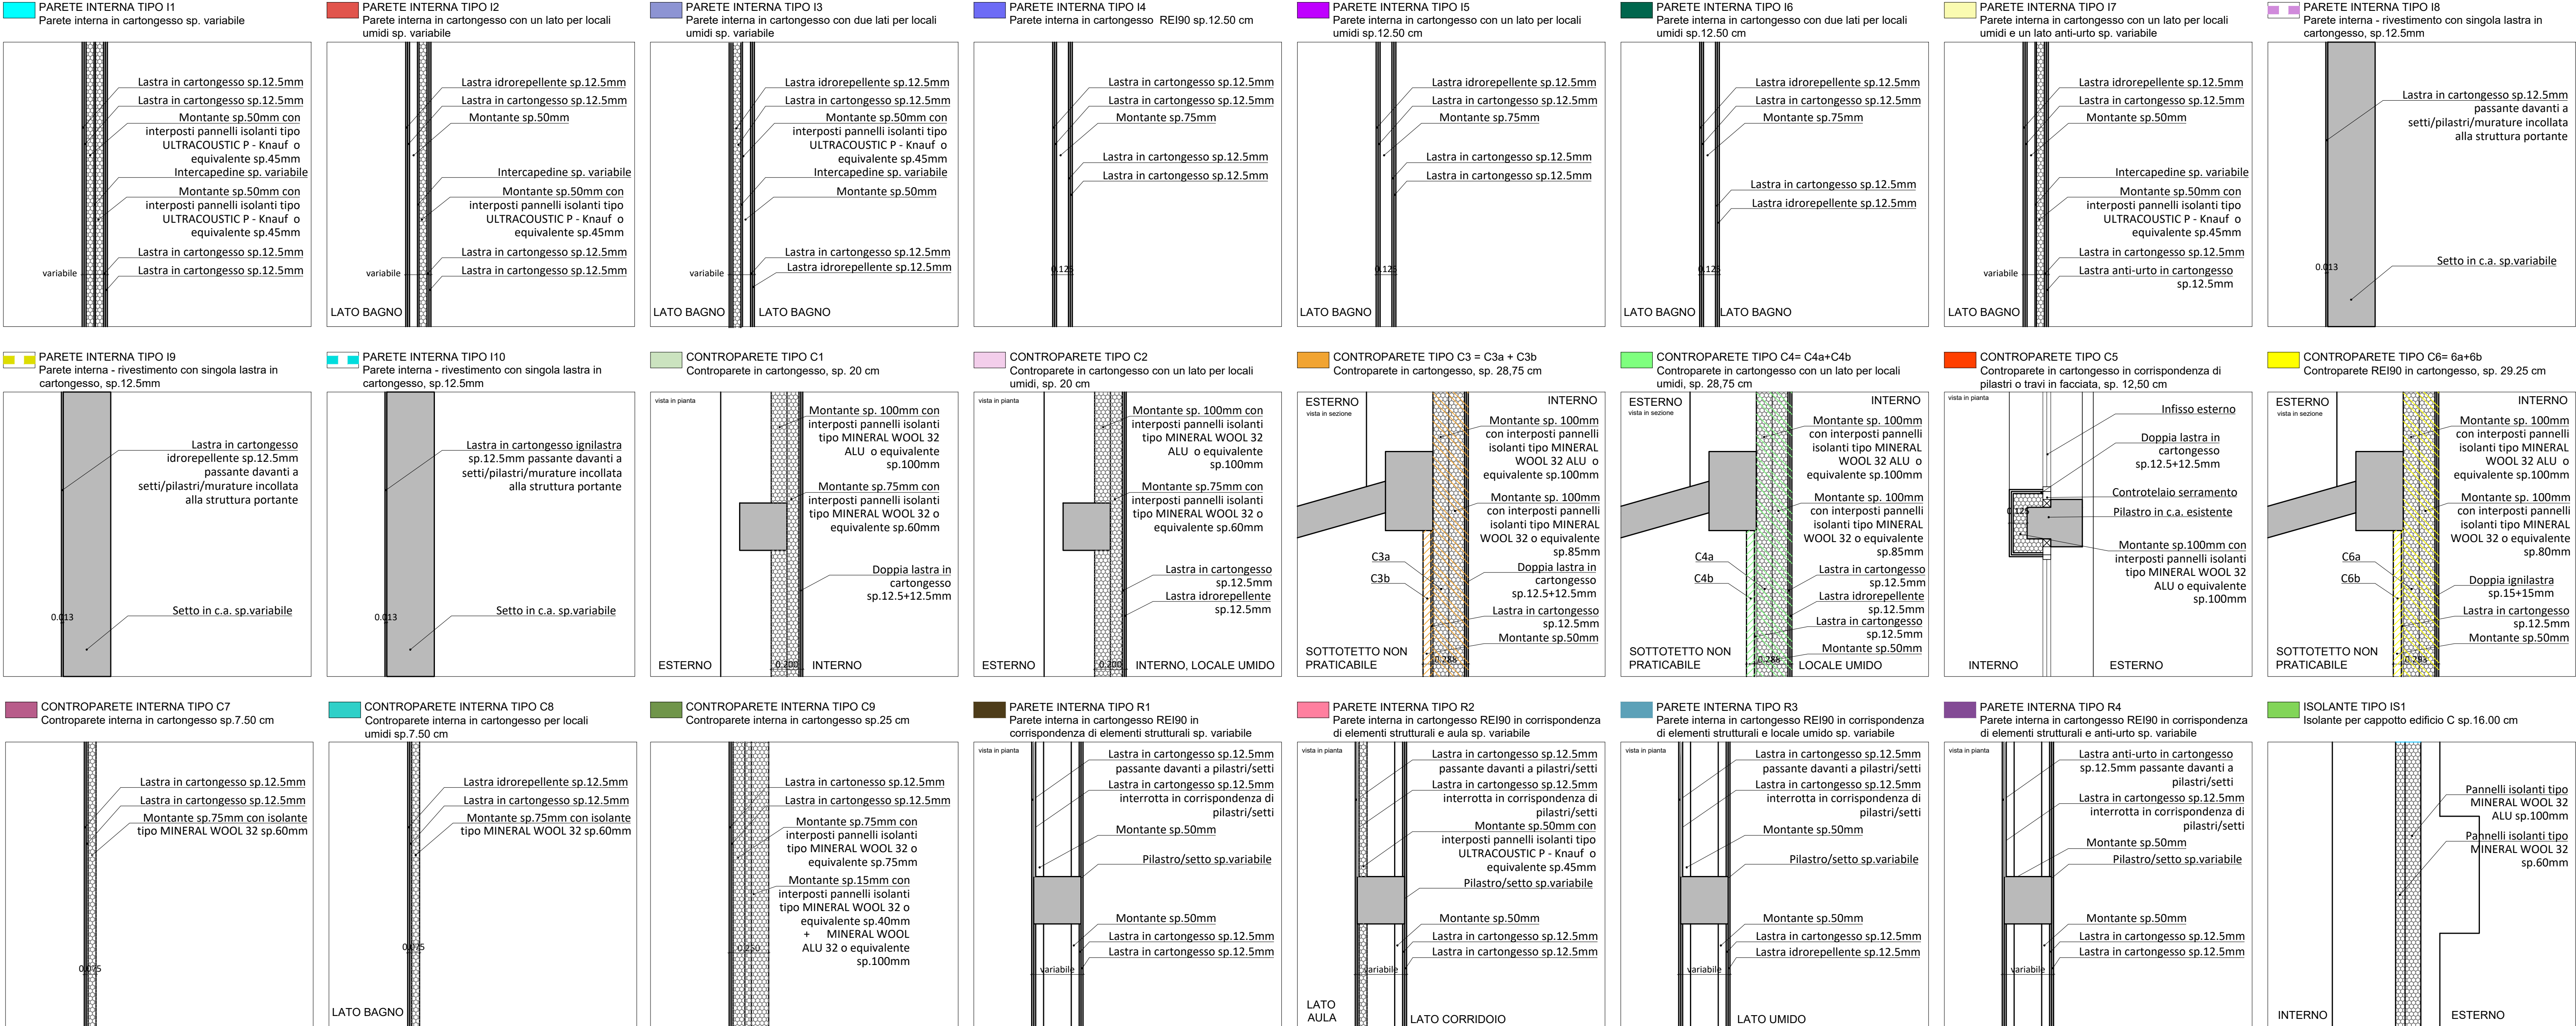 PARETE INTERNA TIPO I1
Parete interna in cartongesso sp. variabile
Lastra in cartongesso sp.12.5mm
Lastra in cartongesso sp.12.5mm
Montante sp.50mm con
interposti pannelli isolanti tipo
ULTRACOUSTIC P - Knauf o
equivalente sp.45mm
Intercapedine sp. variabile
Montante sp.50mm con
interposti pannelli isolanti tipo
ULTRACOUSTIC P - Knauf o
equivalente sp.45mm
Lastra in cartongesso sp.12.5mm
Lastra in cartongesso sp.12.5mm
variabile
PARETE INTERNA TIPO I2
Parete interna in cartongesso con un lato per locali
umidi sp. variabile
Lastra idrorepellente sp.12.5mm
Lastra in cartongesso sp.12.5mm
Montante sp.50mm
Intercapedine sp. variabile
Montante sp.50mm con
interposti pannelli isolanti tipo
ULTRACOUSTIC P - Knauf o
equivalente sp.45mm
Lastra in cartongesso sp.12.5mm
Lastra in cartongesso sp.12.5mm
variabile
LATO BAGNO
PARETE INTERNA TIPO I3
Parete interna in cartongesso con due lati per locali
umidi sp. variabile
Lastra idrorepellente sp.12.5mm
Lastra in cartongesso sp.12.5mm
Montante sp.50mm con
interposti pannelli isolanti tipo
ULTRACOUSTIC P - Knauf o
equivalente sp.45mm
Intercapedine sp. variabile
Montante sp.50mm
Lastra in cartongesso sp.12.5mm
Lastra idrorepellente sp.12.5mm
variabile
LATO BAGNO
LATO BAGNO
PARETE INTERNA TIPO I4
Parete interna in cartongesso REI90 sp.12.50 cm
Lastra in cartongesso sp.12.5mm
Lastra in cartongesso sp.12.5mm
Montante sp.75mm
Lastra in cartongesso sp.12.5mm
Lastra in cartongesso sp.12.5mm
0.125
PARETE INTERNA TIPO I5
Parete interna in cartongesso con un lato per locali
umidi sp.12.50 cm
Lastra idrorepellente sp.12.5mm
Lastra in cartongesso sp.12.5mm
Montante sp.75mm
Lastra in cartongesso sp.12.5mm
Lastra in cartongesso sp.12.5mm
0.125
LATO BAGNO
PARETE INTERNA TIPO I6
Parete interna in cartongesso con due lati per locali
umidi sp.12.50 cm
Lastra idrorepellente sp.12.5mm
Lastra in cartongesso sp.12.5mm
Montante sp.75mm
Lastra in cartongesso sp.12.5mm
Lastra idrorepellente sp.12.5mm
0.125
LATO BAGNO
LATO BAGNO
PARETE INTERNA TIPO I7
Parete interna in cartongesso con un lato per locali
umidi e un lato anti-urto sp. variabile
Lastra idrorepellente sp.12.5mm
Lastra in cartongesso sp.12.5mm
Montante sp.50mm
Intercapedine sp. variabile
Montante sp.50mm con
interposti pannelli isolanti tipo
ULTRACOUSTIC P - Knauf o
equivalente sp.45mm
Lastra in cartongesso sp.12.5mm
Lastra anti-urto in cartongesso
sp.12.5mm
variabile
LATO BAGNO
PARETE INTERNA TIPO I8
Parete interna - rivestimento con singola lastra in
cartongesso, sp.12.5mm
Lastra in cartongesso sp.12.5mm
passante davanti a
setti/pilastri/murature incollata
alla struttura portante
Setto in c.a. sp.variabile
0.013
PARETE INTERNA TIPO I9
Parete interna - rivestimento con singola lastra in
cartongesso, sp.12.5mm
Lastra in cartongesso
idrorepellente sp.12.5mm
passante davanti a
setti/pilastri/murature incollata
alla struttura portante
Setto in c.a. sp.variabile
0.013
PARETE INTERNA TIPO I10
Parete interna - rivestimento con singola lastra in
cartongesso, sp.12.5mm
Lastra in cartongesso ignilastra
sp.12.5mm passante davanti a
setti/pilastri/murature incollata
alla struttura portante
Setto in c.a. sp.variabile
0.013
CONTROPARETE TIPO C1
Controparete in cartongesso, sp. 20 cm
vista in pianta
Montante sp. 100mm con
interposti pannelli isolanti
tipo MINERAL WOOL 32
ALU o equivalente
sp.100mm
Montante sp.75mm con
interposti pannelli isolanti
tipo MINERAL WOOL 32 o
equivalente sp.60mm
Doppia lastra in
cartongesso
sp.12.5+12.5mm
0.200
ESTERNO
INTERNO
CONTROPARETE TIPO C2
Controparete in cartongesso con un lato per locali
umidi, sp. 20 cm
vista in pianta
Montante sp. 100mm con
interposti pannelli isolanti
tipo MINERAL WOOL 32
ALU o equivalente
sp.100mm
Montante sp.75mm con
interposti pannelli isolanti
tipo MINERAL WOOL 32 o
equivalente sp.60mm
Lastra in cartongesso
sp.12.5mm
Lastra idrorepellente
sp.12.5mm
0.200
ESTERNO
INTERNO, LOCALE UMIDO
CONTROPARETE TIPO C3 = C3a + C3b
Controparete in cartongesso, sp. 28,75 cm
ESTERNO
vista in sezione
INTERNO
Montante sp. 100mm
con interposti pannelli
isolanti tipo MINERAL
WOOL 32 ALU o
equivalente sp.100mm
Montante sp. 100mm
con interposti pannelli
isolanti tipo MINERAL
WOOL 32 o equivalente
sp.85mm
C3a
C3b
Doppia lastra in
cartongesso
sp.12.5+12.5mm
Lastra in cartongesso
sp.12.5mm
Montante sp.50mm
SOTTOTETTO NON
PRATICABILE
0.288
CONTROPARETE TIPO C4= C4a+C4b
Controparete in cartongesso con un lato per locali
umidi, sp. 28,75 cm
ESTERNO
vista in sezione
INTERNO
Montante sp. 100mm
con interposti pannelli
isolanti tipo MINERAL
WOOL 32 ALU o
equivalente sp.100mm
Montante sp. 100mm
con interposti pannelli
isolanti tipo MINERAL
WOOL 32 o equivalente
sp.85mm
C4a
C4b
Lastra in cartongesso
sp.12.5mm
Lastra idrorepellente
sp.12.5mm
Lastra in cartongesso
sp.12.5mm
Montante sp.50mm
SOTTOTETTO NON
PRATICABILE
0.288
LOCALE UMIDO
CONTROPARETE TIPO C5
Controparete in cartongesso in corrispondenza di
pilastri o travi in facciata, sp. 12,50 cm
vista in pianta
Infisso esterno
Doppia lastra in
cartongesso
sp.12.5+12.5mm
Controtelaio serramento
Pilastro in c.a. esistente
0.125
Montante sp.100mm con
interposti pannelli isolanti
tipo MINERAL WOOL 32
ALU o equivalente
sp.100mm
INTERNO
ESTERNO
CONTROPARETE TIPO C6= 6a+6b
Controparete REI90 in cartongesso, sp. 29.25 cm
ESTERNO
vista in sezione
INTERNO
Montante sp. 100mm
con interposti pannelli
isolanti tipo MINERAL
WOOL 32 ALU o
equivalente sp.100mm
Montante sp. 100mm
con interposti pannelli
isolanti tipo MINERAL
WOOL 32 o equivalente
sp.80mm
C6a
C6b
Doppia ignilastra
sp.15+15mm
Lastra in cartongesso
sp.12.5mm
Montante sp.50mm
SOTTOTETTO NON
PRATICABILE
0.293
CONTROPARETE INTERNA TIPO C7
Controparete interna in cartongesso sp.7.50 cm
Lastra in cartongesso sp.12.5mm
Lastra in cartongesso sp.12.5mm
Montante sp.75mm con isolante
tipo MINERAL WOOL 32 sp.60mm
0.075
CONTROPARETE INTERNA TIPO C8
Controparete interna in cartongesso per locali
umidi sp.7.50 cm
Lastra idrorepellente sp.12.5mm
Lastra in cartongesso sp.12.5mm
Montante sp.75mm con isolante
tipo MINERAL WOOL 32 sp.60mm
0.075
LATO BAGNO
CONTROPARETE INTERNA TIPO C9
Controparete interna in cartongesso sp.25 cm
Lastra in cartonesso sp.12.5mm
Lastra in cartongesso sp.12.5mm
Montante sp.75mm con
interposti pannelli isolanti
tipo MINERAL WOOL 32 o
equivalente sp.75mm
Montante sp.15mm con
interposti pannelli isolanti
tipo MINERAL WOOL 32 o
equivalente sp.40mm
+ MINERAL WOOL
ALU 32 o equivalente
sp.100mm
0.250
PARETE INTERNA TIPO R1
Parete interna in cartongesso REI90 in
corrispondenza di elementi strutturali sp. variabile
vista in pianta
Lastra in cartongesso sp.12.5mm
passante davanti a pilastri/setti
Lastra in cartongesso sp.12.5mm
interrotta in corrispondenza di
pilastri/setti
Montante sp.50mm
Pilastro/setto sp.variabile
Montante sp.50mm
Lastra in cartongesso sp.12.5mm
Lastra in cartongesso sp.12.5mm
variabile
PARETE INTERNA TIPO R2
Parete interna in cartongesso REI90 in corrispondenza
di elementi strutturali e aula sp. variabile
vista in pianta
Lastra in cartongesso sp.12.5mm
passante davanti a pilastri/setti
Lastra in cartongesso sp.12.5mm
interrotta in corrispondenza di
pilastri/setti
Montante sp.50mm con
interposti pannelli isolanti tipo
ULTRACOUSTIC P - Knauf o
equivalente sp.45mm
Pilastro/setto sp.variabile
Montante sp.50mm
Lastra in cartongesso sp.12.5mm
Lastra in cartongesso sp.12.5mm
variabile
LATO
AULA
LATO CORRIDOIO
PARETE INTERNA TIPO R3
Parete interna in cartongesso REI90 in corrispondenza
di elementi strutturali e locale umido sp. variabile
vista in pianta
Lastra in cartongesso sp.12.5mm
passante davanti a pilastri/setti
Lastra in cartongesso sp.12.5mm
interrotta in corrispondenza di
pilastri/setti
Montante sp.50mm
Pilastro/setto sp.variabile
Montante sp.50mm
Lastra in cartongesso sp.12.5mm
Lastra idrorepellente sp.12.5mm
variabile
LATO UMIDO
PARETE INTERNA TIPO R4
Parete interna in cartongesso REI90 in corrispondenza
di elementi strutturali e anti-urto sp. variabile
vista in pianta
Lastra anti-urto in cartongesso
sp.12.5mm passante davanti a
pilastri/setti
Lastra in cartongesso sp.12.5mm
interrotta in corrispondenza di
pilastri/setti
Montante sp.50mm
Pilastro/setto sp.variabile
Montante sp.50mm
Lastra in cartongesso sp.12.5mm
Lastra in cartongesso sp.12.5mm
variabile
ISOLANTE TIPO IS1
Isolante per cappotto edificio C sp.16.00 cm
Pannelli isolanti tipo
MINERAL WOOL 32
ALU sp.100mm
Pannelli isolanti tipo
MINERAL WOOL 32
sp.60mm
INTERNO
ESTERNO